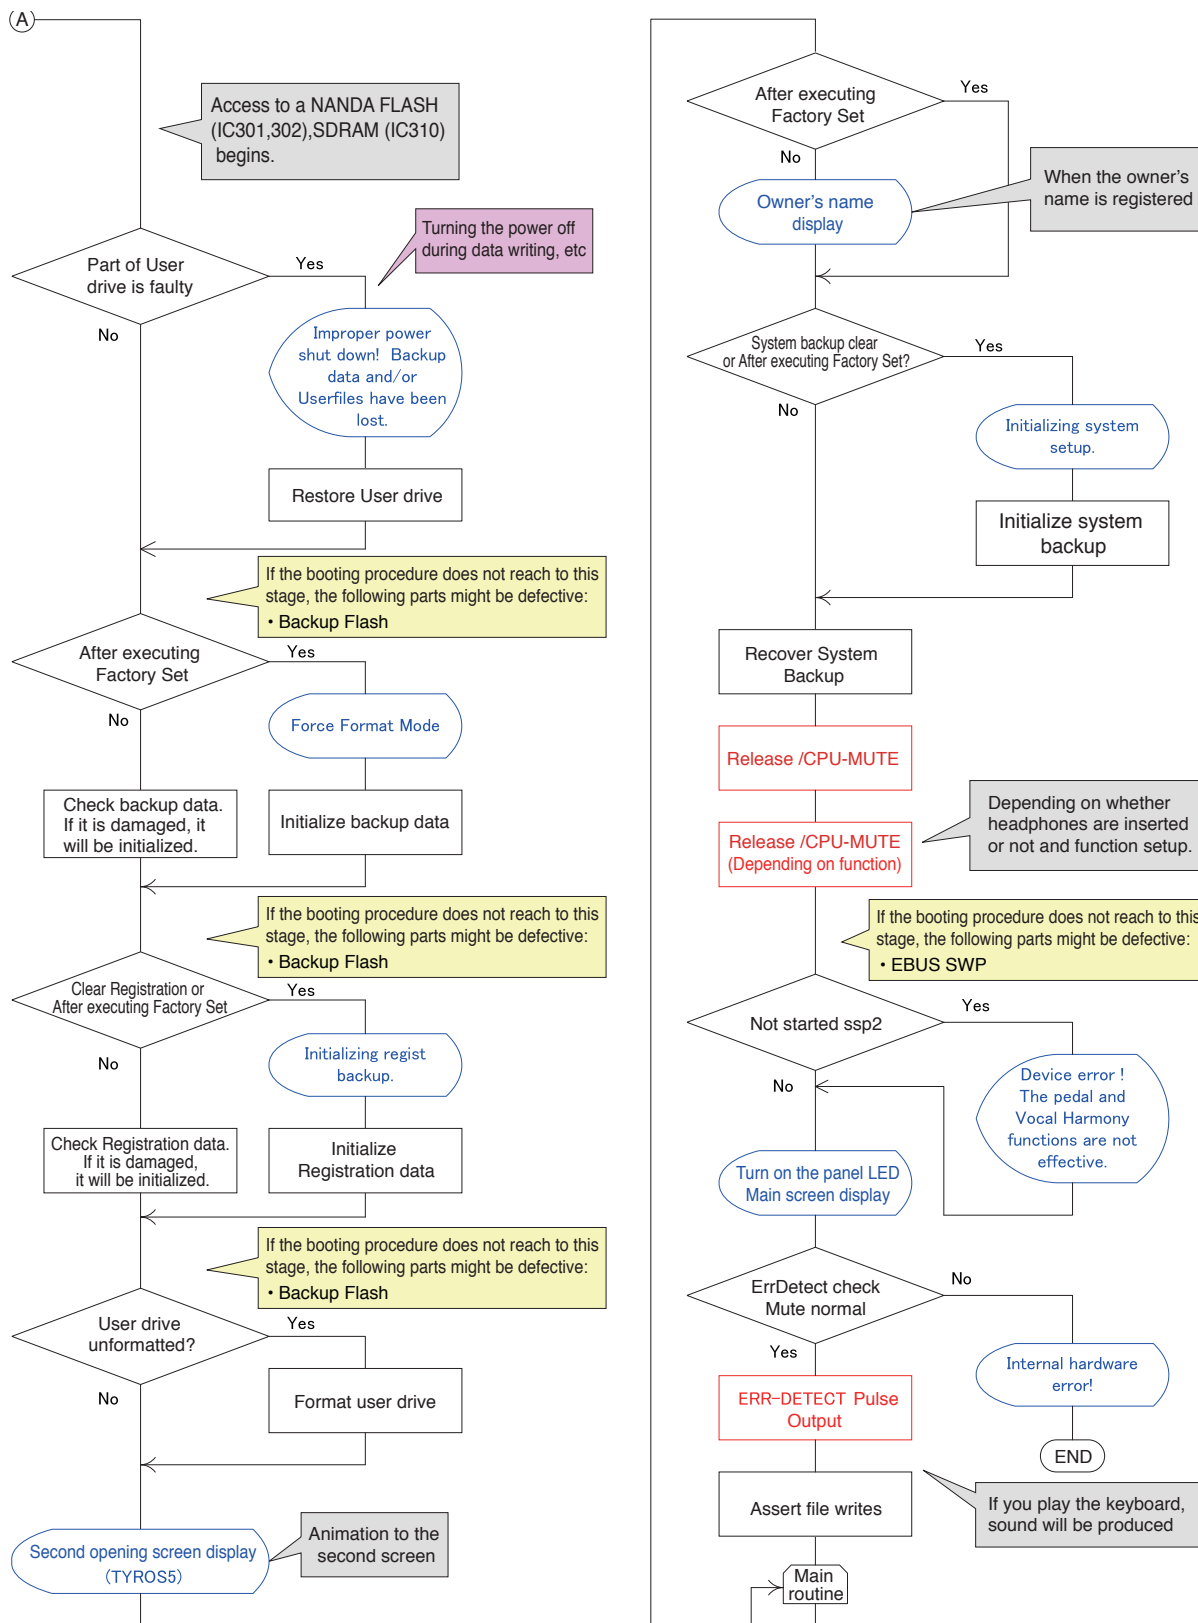 A
Access to a NANDA FLASH
(IC301,302),SDRAM (IC310)
begins.
Turning the power off
during data writing, etc
Part of User
drive is faulty
Yes
No
Improper power
shut down! Backup
data and/or
Userfiles have been
lost.
Restore User drive
If the booting procedure does not reach to this
stage, the following parts might be defective:
• Backup Flash
After executing
Factory Set
Yes
No
Force Format Mode
Check backup data.
If it is damaged, it
will be initialized.
Initialize backup data
If the booting procedure does not reach to this
stage, the following parts might be defective:
• Backup Flash
Clear Registration or
After executing Factory Set
Yes
No
Initializing regist
backup.
Check Registration data.
If it is damaged,
it will be initialized.
Initialize
Registration data
If the booting procedure does not reach to this
stage, the following parts might be defective:
• Backup Flash
User drive
unformatted?
Yes
No
Format user drive
Second opening screen display
(TYROS5)
Animation to the
second screen
After executing
Factory Set
Yes
No
Owner's name
display
When the owner's
name is registered
System backup clear
or After executing Factory Set?
Yes
No
Initializing system
setup.
Initialize system
backup
Recover System
Backup
Release /CPU-MUTE
Release /CPU-MUTE
(Depending on function)
Depending on whether
headphones are inserted
or not and function setup.
If the booting procedure does not reach to this
stage, the following parts might be defective:
• EBUS SWP
Not started ssp2
Yes
No
Device error !
The pedal and
Vocal Harmony
functions are not
effective.
Turn on the panel LED
Main screen display
ErrDetect check
Mute normal
No
Yes
Internal hardware
error!
END
ERR-DETECT Pulse
Output
Assert file writes
If you play the keyboard,
sound will be produced
Main
routine